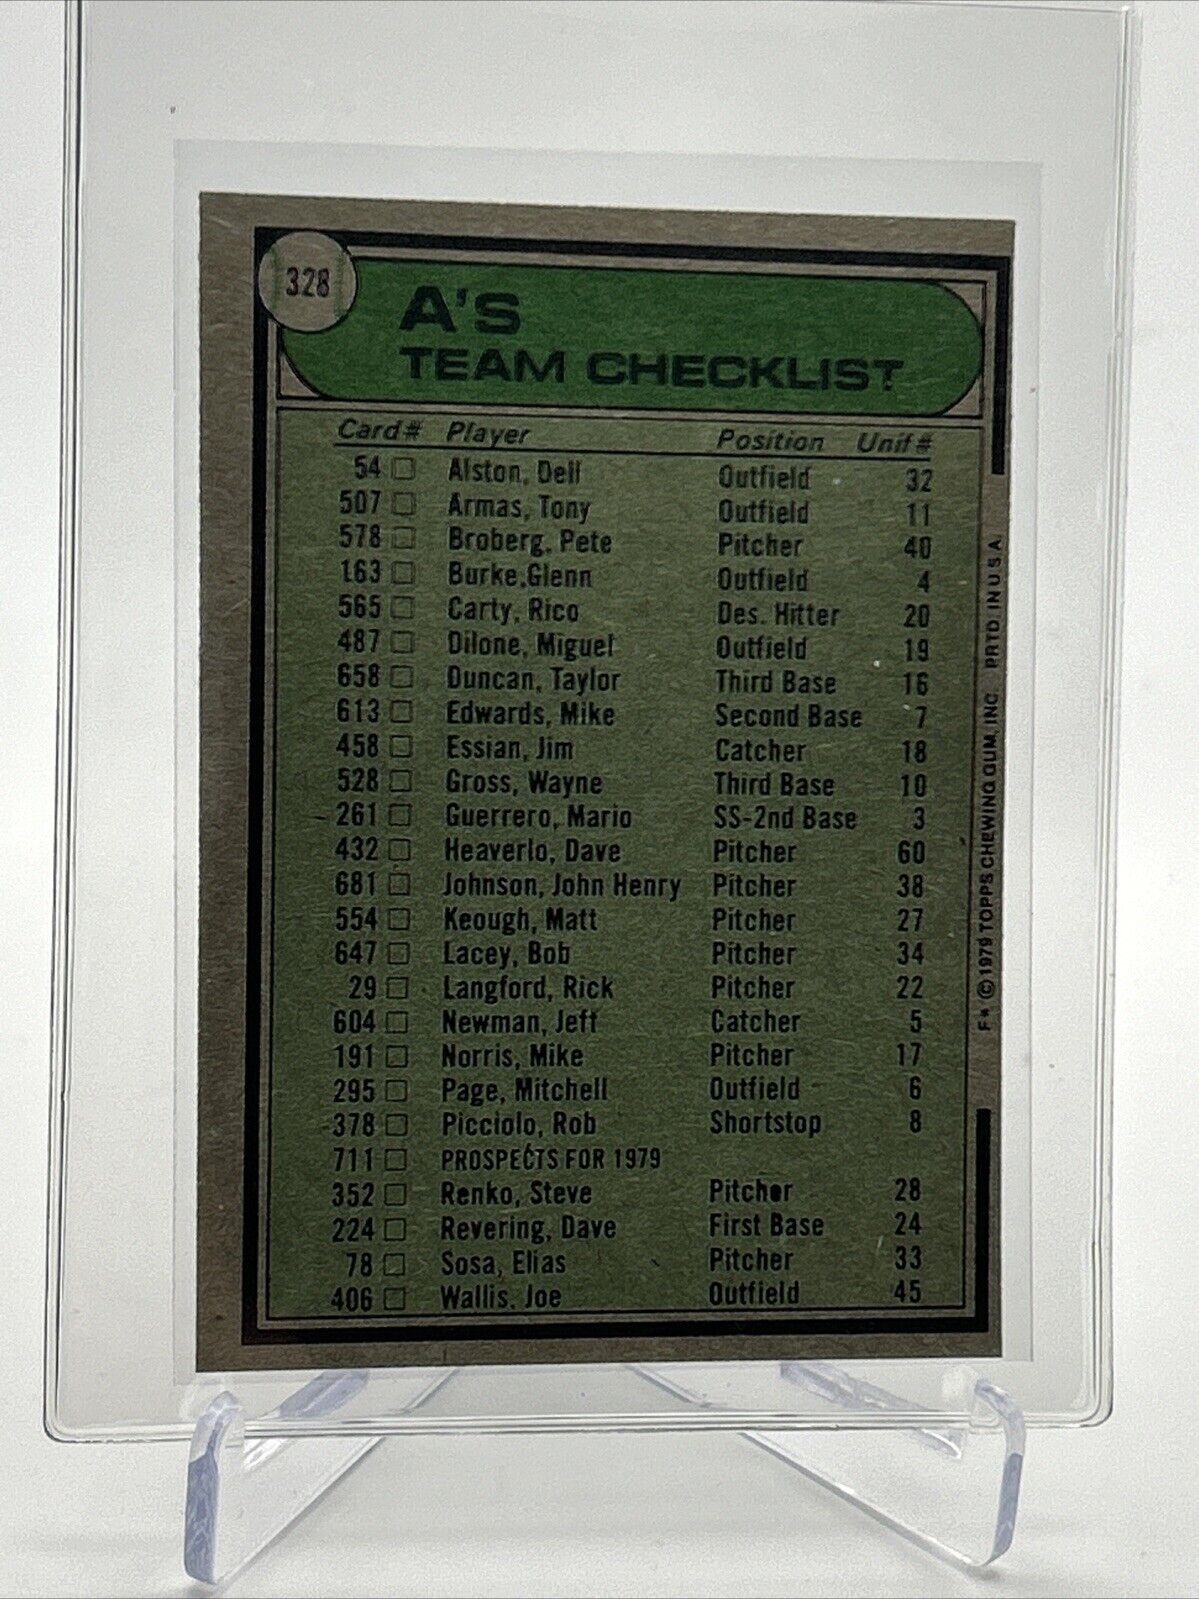 328
A'S
TEAM CHECKLIST
Card # Player Position Unif #
54 □ Alston, Dell Outfield 32
507 □ Armas, Tony Outfield 11
578 □ Broberg, Pete Pitcher 40
163 □ Burke, Glenn Outfield 4
565 □ Carty, Rico Des. Hitter 20
487 □ Dilone, Miguel Outfield 19
658 □ Duncan, Taylor Third Base 16
613 □ Edwards, Mike Second Base 7
458 □ Essian, Jim Catcher 18
528 □ Gross, Wayne Third Base 10
261 □ Guerrero, Mario SS-2nd Base 3
432 □ Heaverlo, Dave Pitcher 60
681 □ Johnson, John Henry Pitcher 38
554 □ Keough, Matt Pitcher 27
647 □ Lacey, Bob Pitcher 34
29 □ Langford, Rick Pitcher 22
604 □ Newman, Jeff Catcher 5
191 □ Norris, Mike Pitcher 17
295 □ Page, Mitchell Outfield 6
378 □ Picciolo, Rob Shortstop 8
711 □ PROSPECTS FOR 1979
352 □ Renko, Steve Pitcher 28
224 □ Revering, Dave First Base 24
78 □ Sosa, Elias Pitcher 33
406 □ Wallis, Joe Outfield 45
F* © 1979 TOPPS CHEWING GUM, INC. PRTD. IN U.S.A.